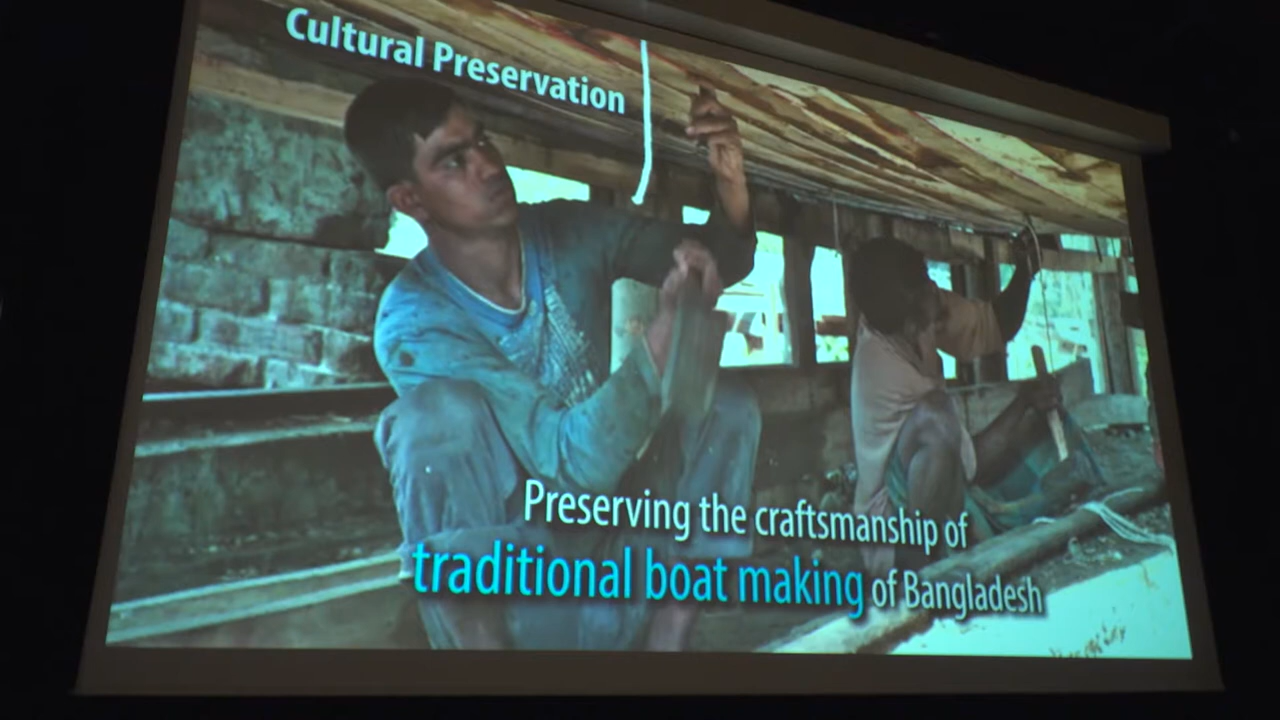 Cultural Preservation
Preserving the craftsmanship of
traditional boat making of Bangladesh